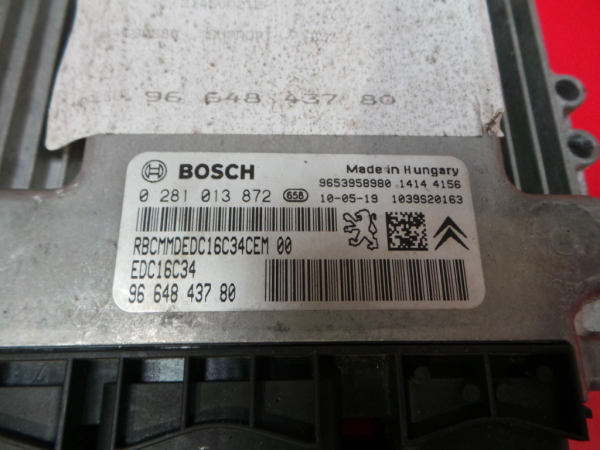 96 648 437 80
BOSCH
Made in Hungary
9653958980 1414 4156
0 281 013 872 658 10-05-19 1039S20163
RBCMMDEDC16C34CEM 00
EDC16C34
96 648 437 80